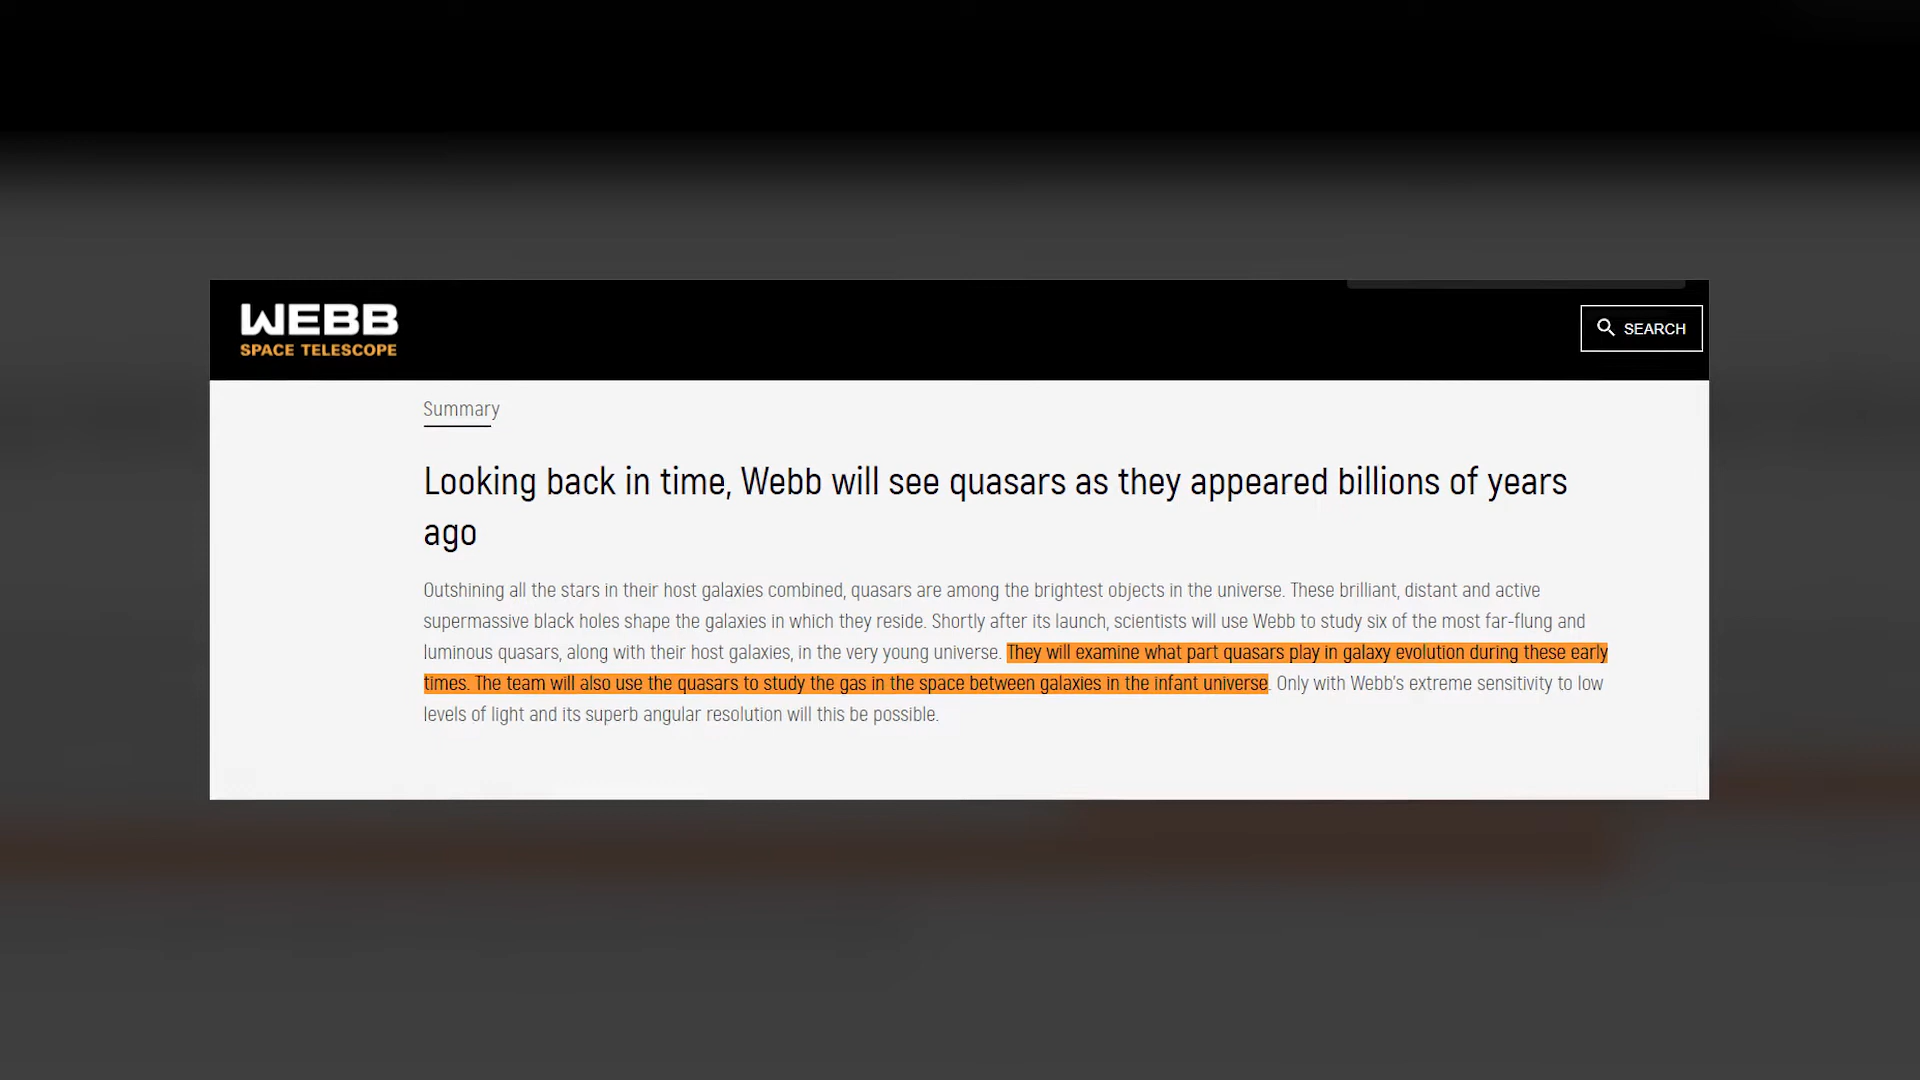 WEBB
SPACE TELESCOPE
SEARCH
Summary
Looking back in time, Webb will see quasars as they appeared billions of years
ago
Outshining all the stars in their host galaxies combined, quasars are among the brightest objects in the universe. These brilliant, distant and active
supermassive black holes shape the galaxies in which they reside. Shortly after its launch, scientists will use Webb to study six of the most far-flung and
luminous quasars, along with their host galaxies, in the very young universe. They will examine what part quasars play in galaxy evolution during these early
times. The team will also use the quasars to study the gas in the space between galaxies in the infant universe. Only with Webb's extreme sensitivity to low
levels of light and its superb angular resolution will this be possible.